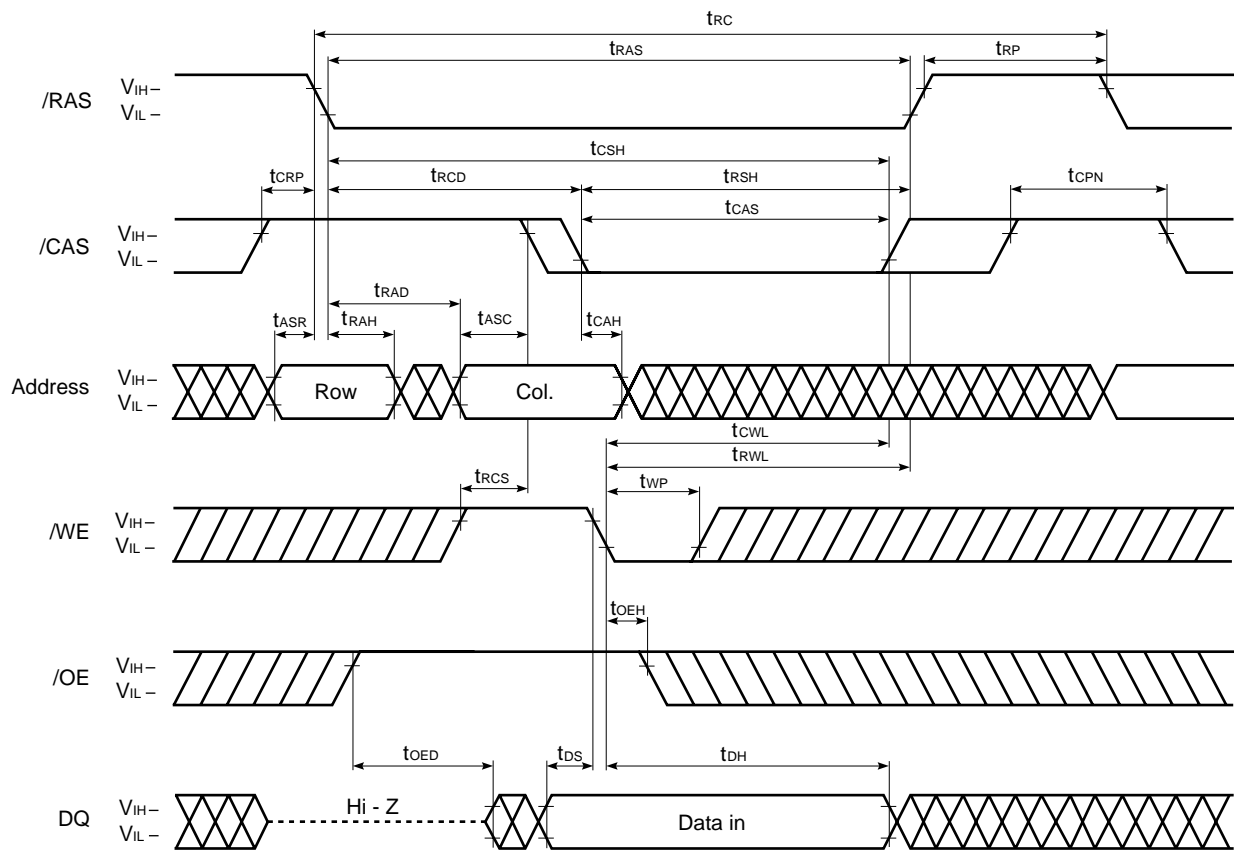 tRC
tRAS
tRP
/RAS
VIH –
VIL –
tCSH
tCRP
tRCD
tRSH
tCPN
tCAS
/CAS
VIH –
VIL –
tRAD
tASR
tRAH
tASC
tCAH
Address
VIH –
VIL –
Row
Col.
tCWL
tRWL
tRCS
tWP
/WE
VIH –
VIL –
tOEH
/OE
VIH –
VIL –
tOED
tDS
tDH
DQ
VIH –
VIL –
Hi - Z
Data in